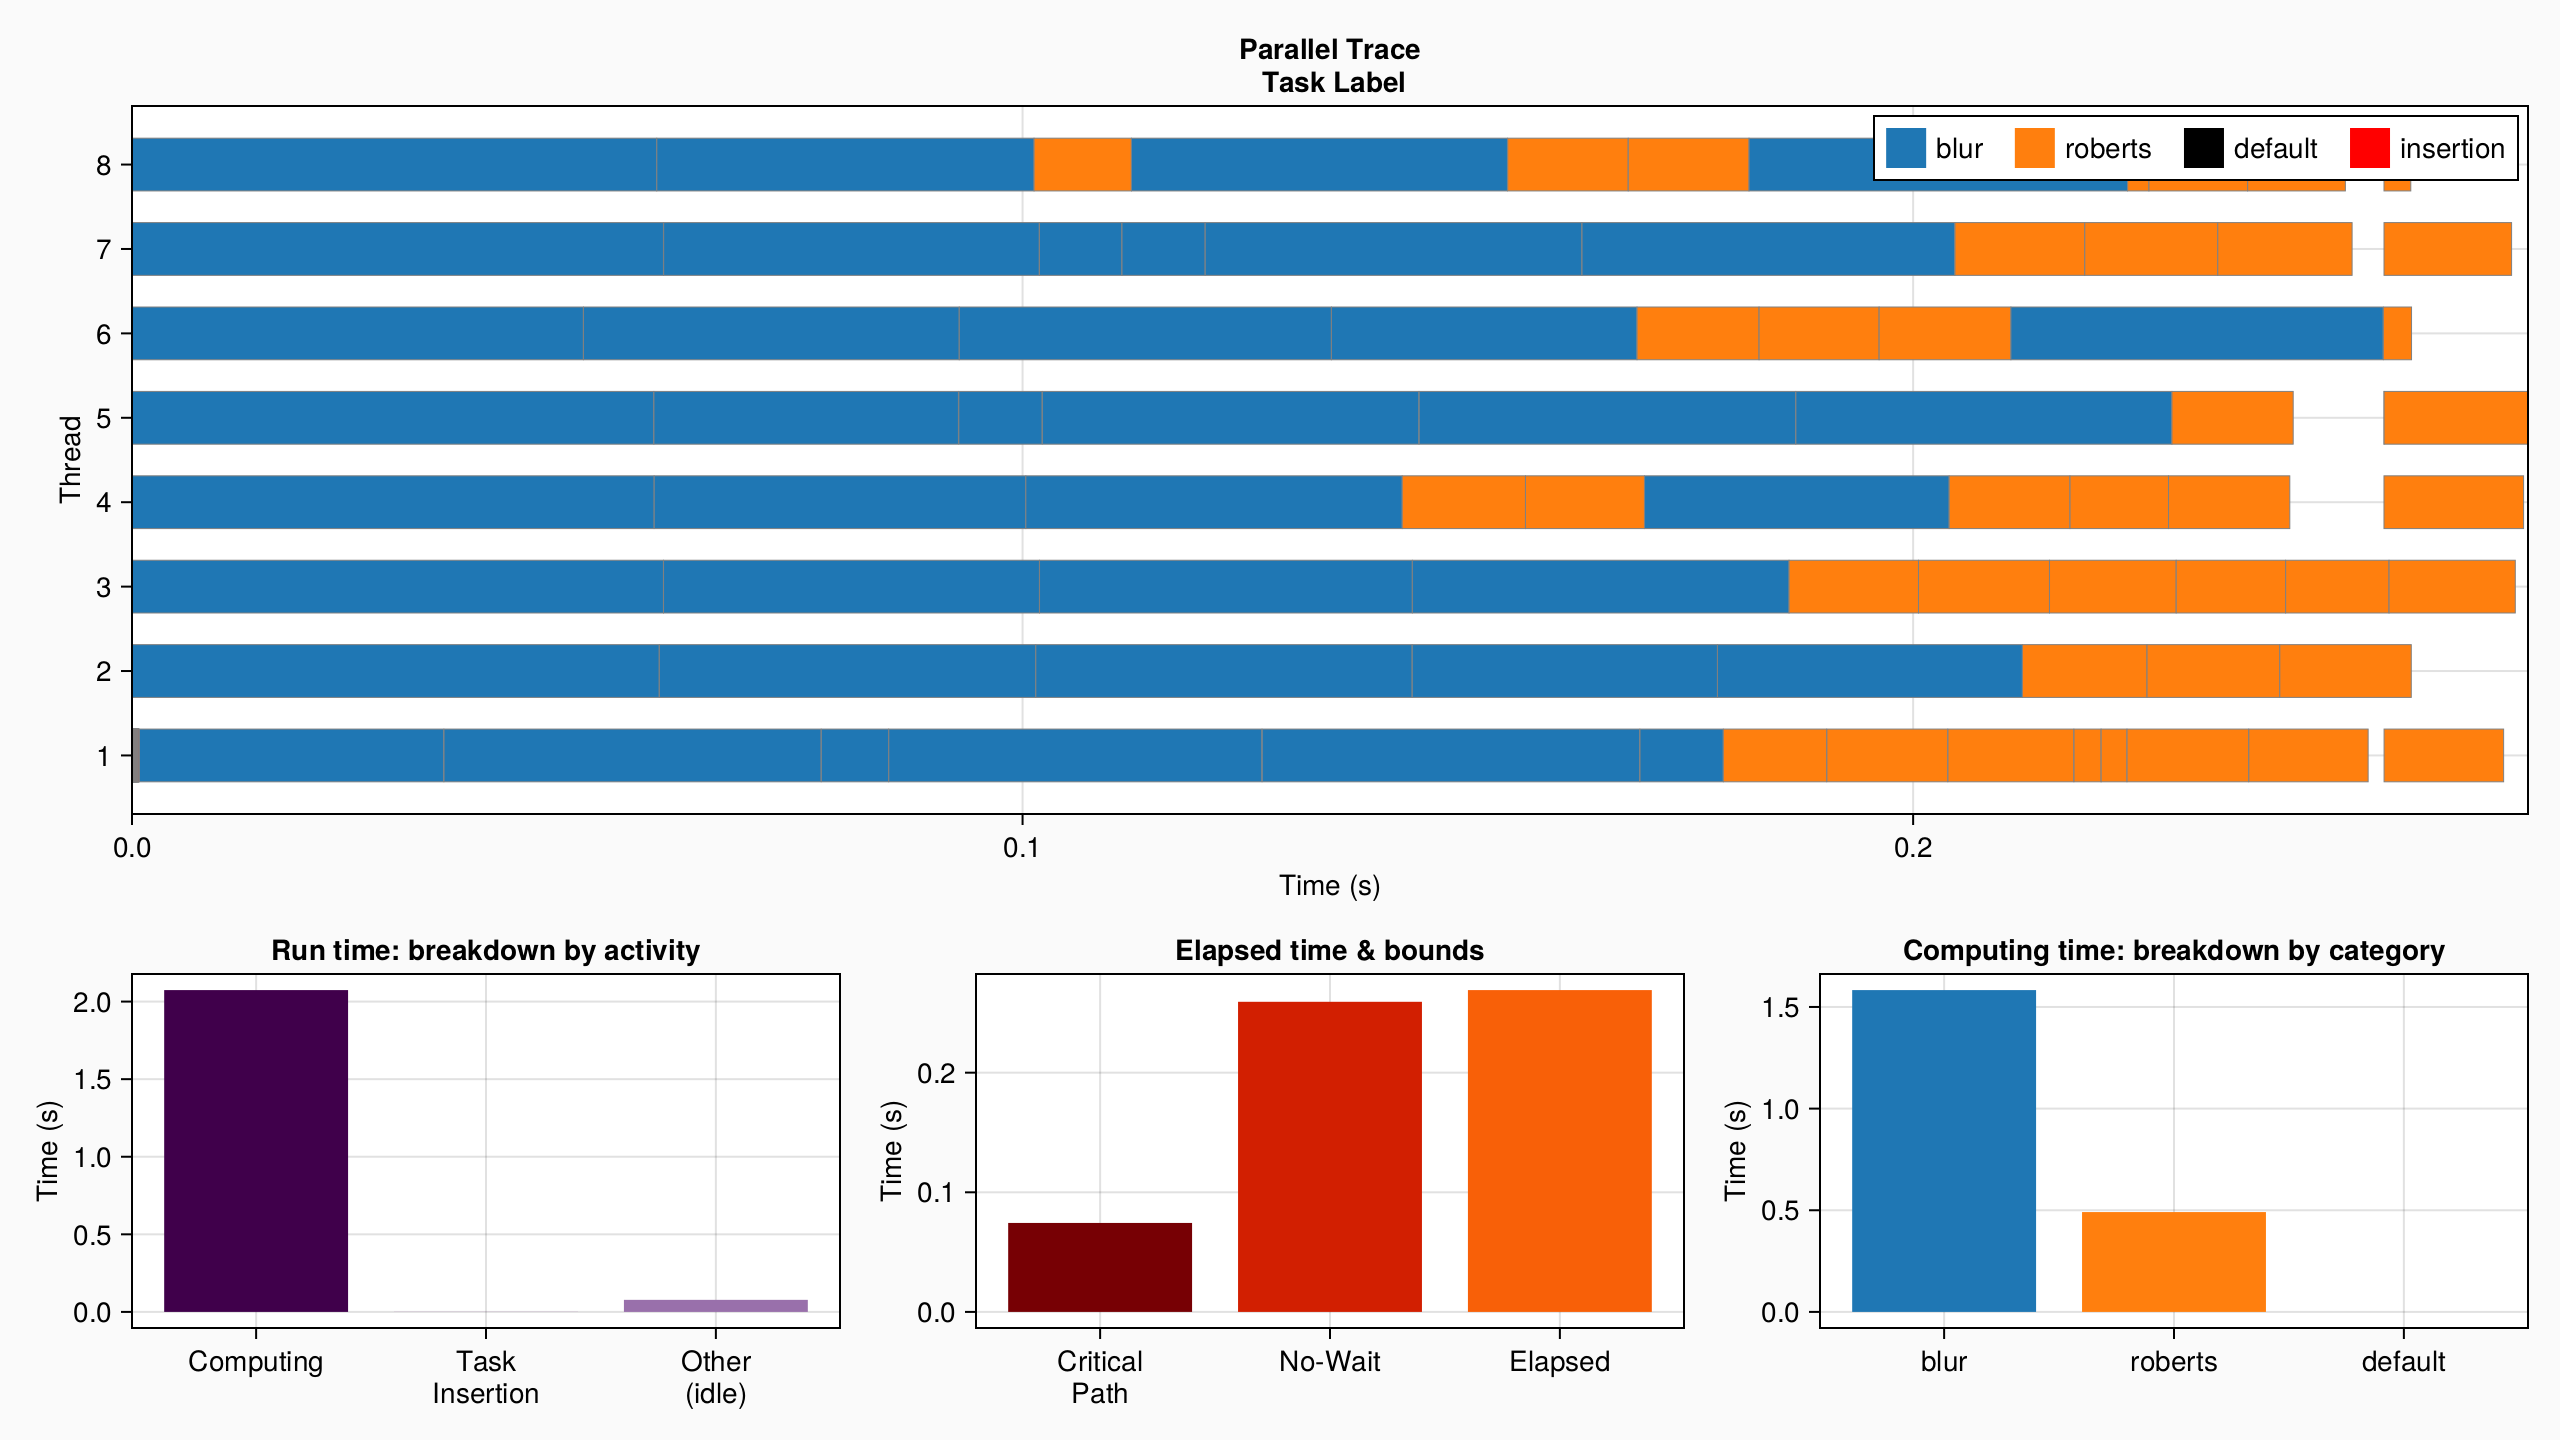 Parallel Trace
Task Label
blur
roberts
default
insertion
8
7
6
5
4
3
2
1
Thread
0.0
0.1
0.2
Time (s)
Run time: breakdown by activity
2.0
1.5
1.0
0.5
0.0
Time (s)
Computing
Task
Insertion
Other
(idle)
Elapsed time & bounds
0.2
0.1
0.0
Time (s)
Critical
Path
No-Wait
Elapsed
Computing time: breakdown by category
1.5
1.0
0.5
0.0
Time (s)
blur
roberts
default